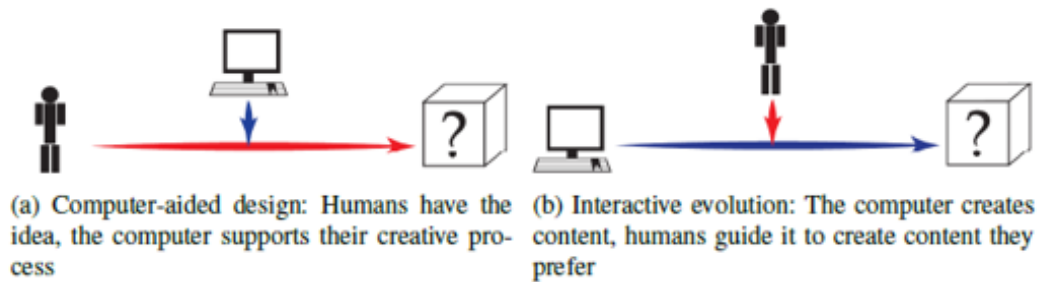 ?
?
(a) Computer-aided design: Humans have the
idea, the computer supports their creative pro-
cess
(b) Interactive evolution: The computer creates
content, humans guide it to create content they
prefer